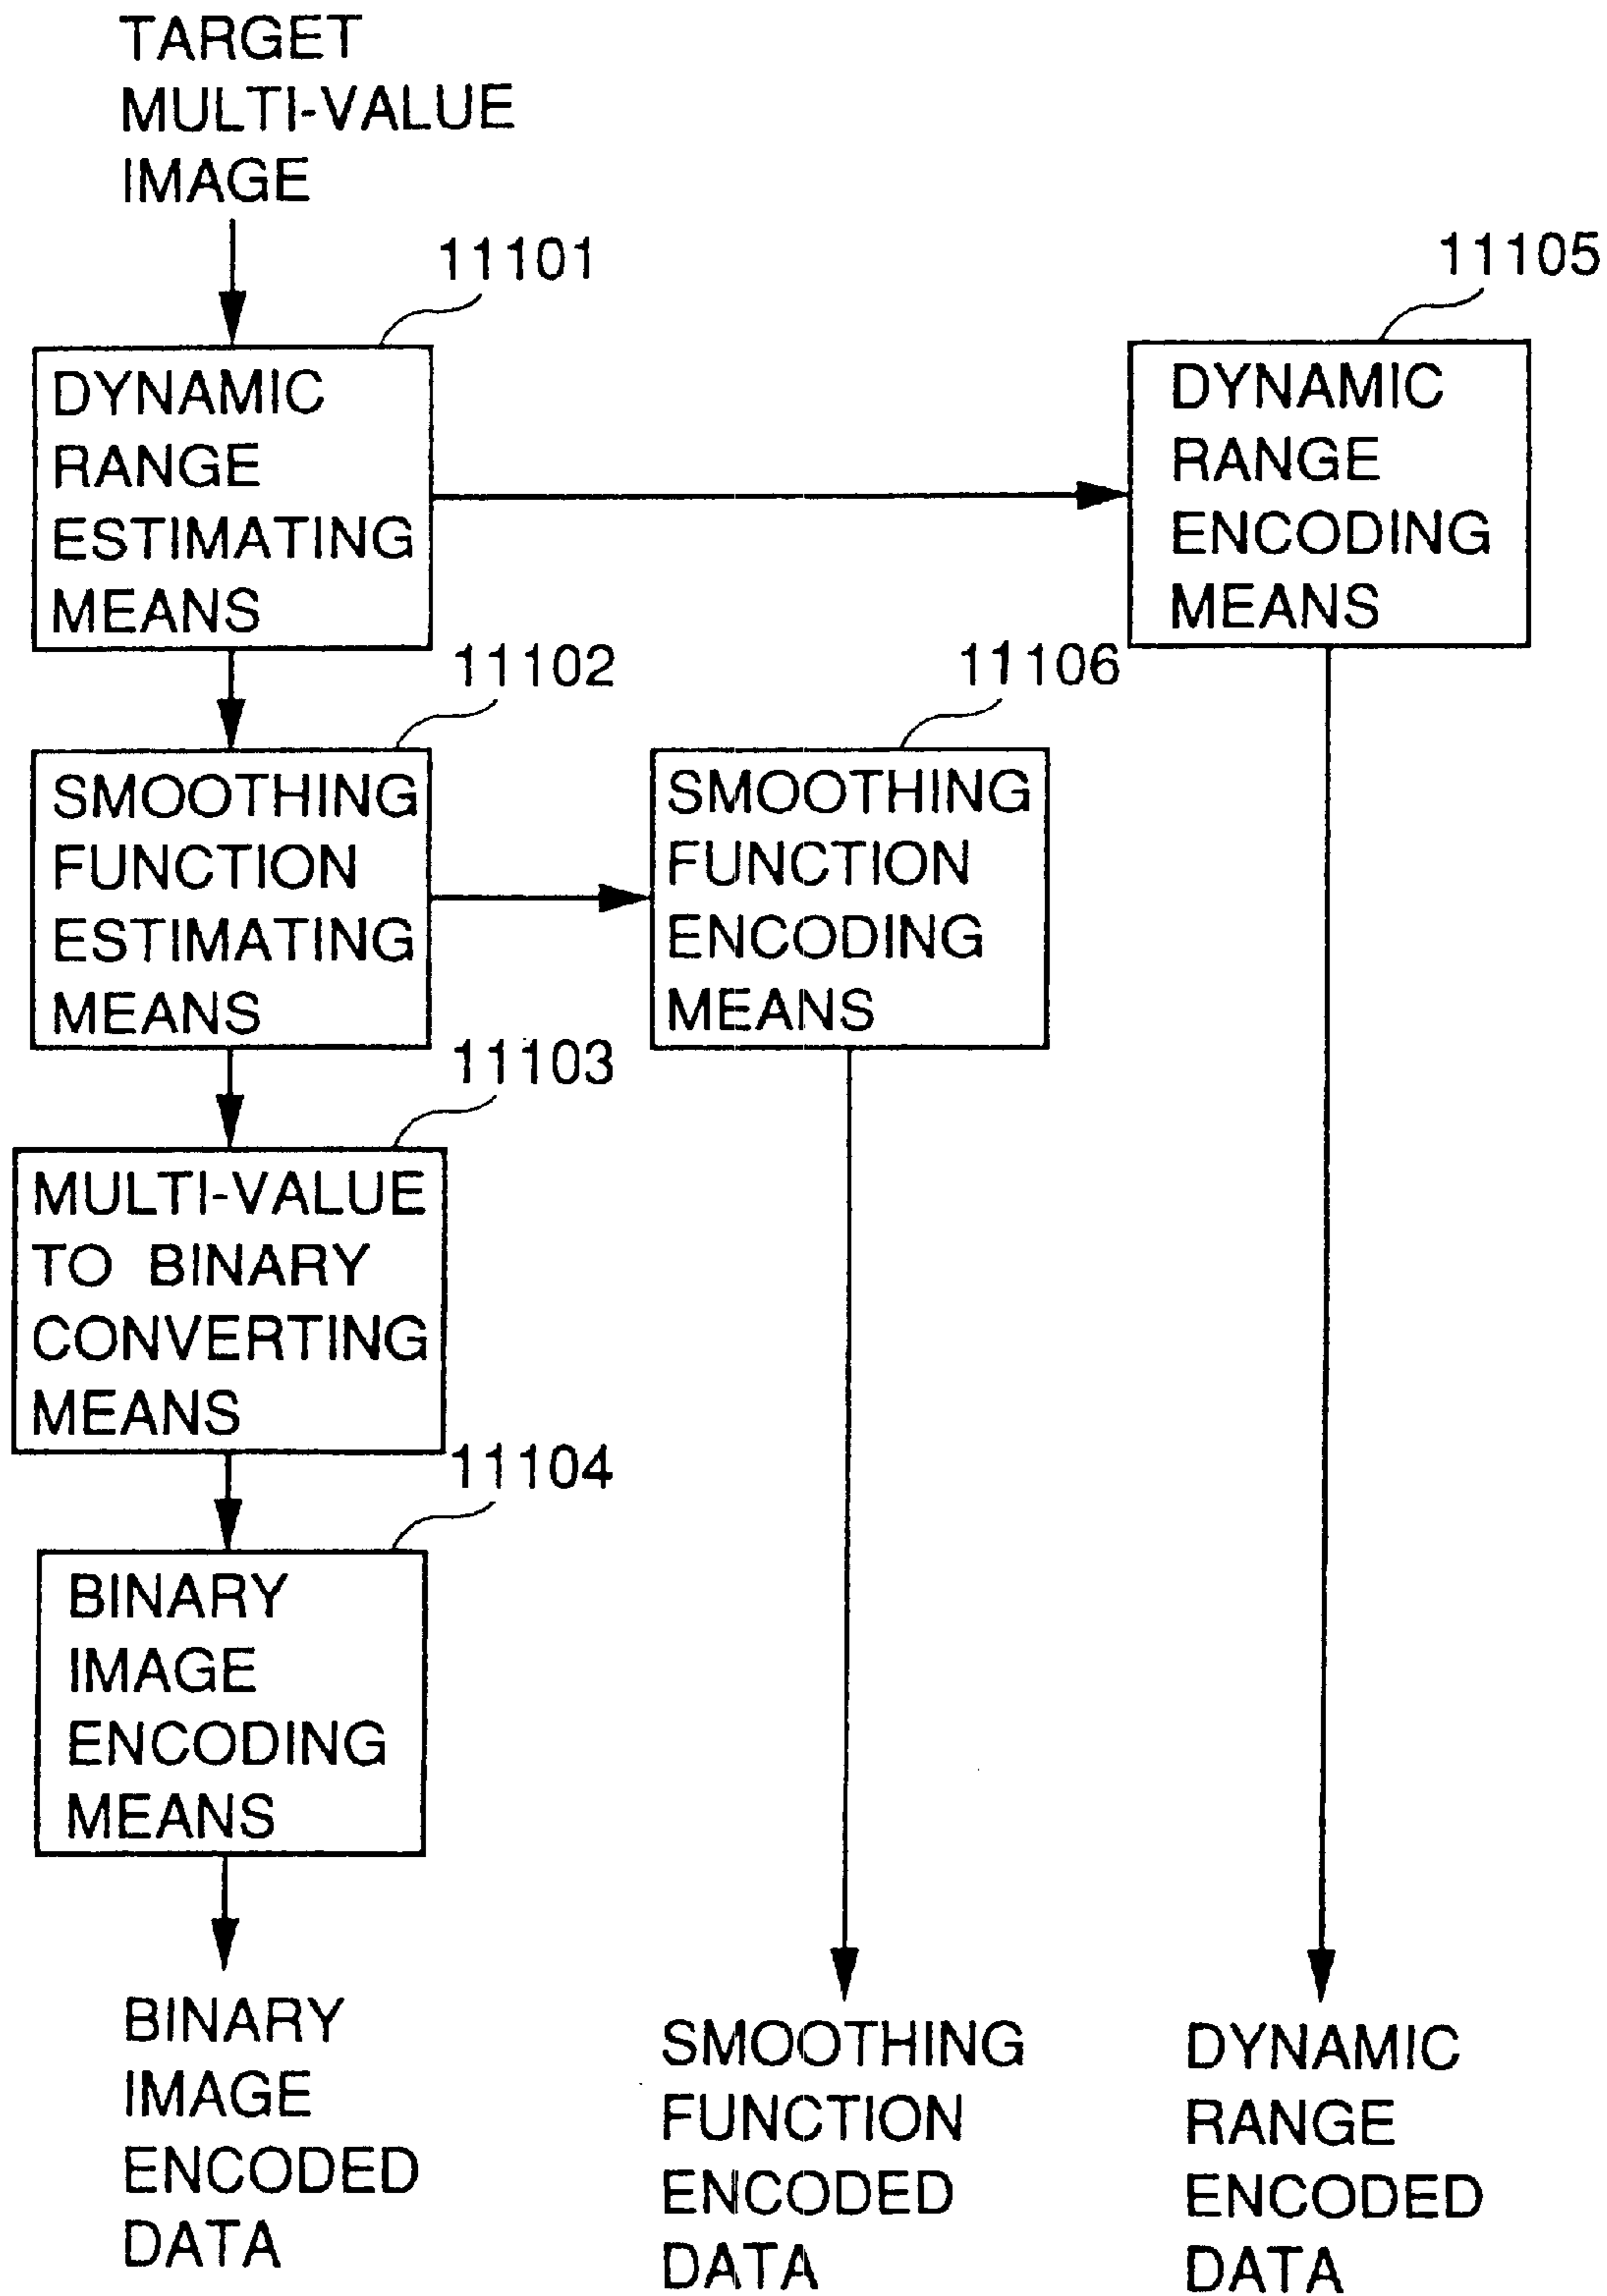 TARGET
MULTI-VALUE
IMAGE
11101
DYNAMIC
RANGE
ESTIMATING
MEANS
11105
DYNAMIC
RANGE
ENCODING
MEANS
11102
SMOOTHING
FUNCTION
ESTIMATING
MEANS
11106
SMOOTHING
FUNCTION
ENCODING
MEANS
11103
MULTI-VALUE
TO BINARY
CONVERTING
MEANS
11104
BINARY
IMAGE
ENCODING
MEANS
BINARY
IMAGE
ENCODED
DATA
SMOOTHING
FUNCTION
ENCODED
DATA
DYNAMIC
RANGE
ENCODED
DATA